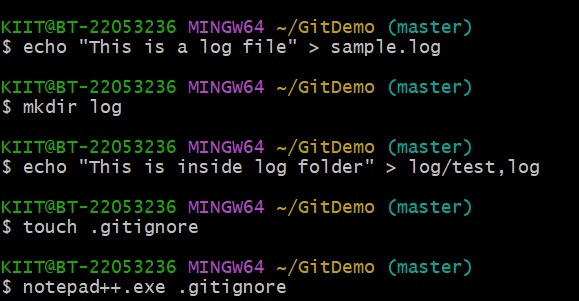 KIIT@BT-22053236 MINGW64 ~/GitDemo (master)
$ echo "This is a log file" > sample.log
KIIT@BT-22053236 MINGW64 ~/GitDemo (master)
$ mkdir log
KIIT@BT-22053236 MINGW64 ~/GitDemo (master)
$ echo "This is inside log folder" > log/test,log
KIIT@BT-22053236 MINGW64 ~/GitDemo (master)
$ touch .gitignore
KIIT@BT-22053236 MINGW64 ~/GitDemo (master)
$ notepad++.exe .gitignore